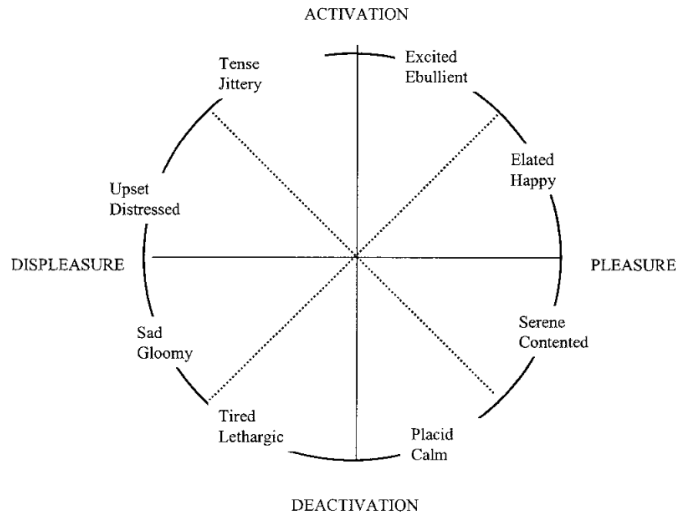 ACTIVATION
Tense
Jittery
Excited
Ebullient
Elated
Happy
Upset
Distressed
DISPLEASURE
PLEASURE
Serene
Contented
Sad
Gloomy
Tired
Lethargic
Placid
Calm
DEACTIVATION